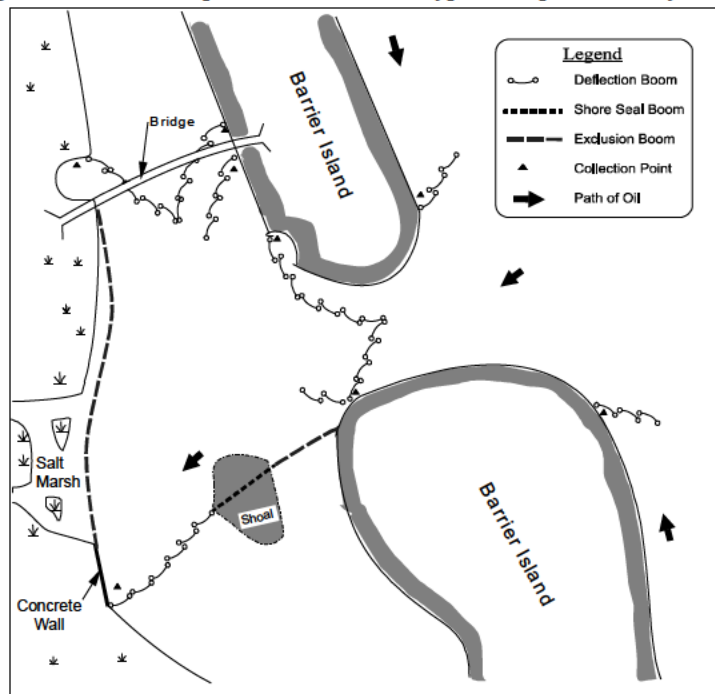 Legend
Deflection Boom
Shore Seal Boom
Exclusion Boom
Collection Point
Path of Oil
Bridge
Barrier Island
Salt
Marsh
Shoal
Barrier Island
Concrete
Wall